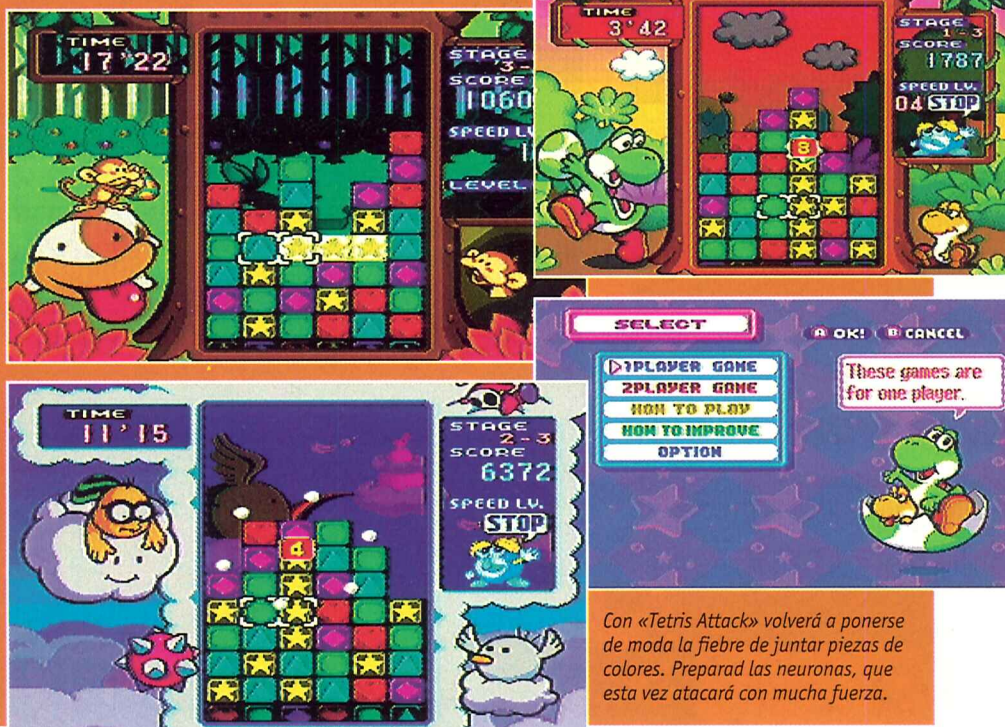 TIME
17'22
STAGE
3-
SCORE
1060
SPEED LV
LEVEL
TIME
3'42
STAGE
1-3
SCORE
1787
SPEED LV.
04 STOP
8
SELECT
A OK! B CANCEL
1PLAYER GAME
2PLAYER GAME
HOW TO PLAY
HOW TO IMPROVE
OPTION
These games are
for one player.
TIME
11'15
STAGE
2-3
SCORE
6372
SPEED LV.
STOP
4
Con «Tetris Attack» volverá a ponerse
de moda la fiebre de juntar piezas de
colores. Preparad las neuronas, que
esta vez atacará con mucha fuerza.